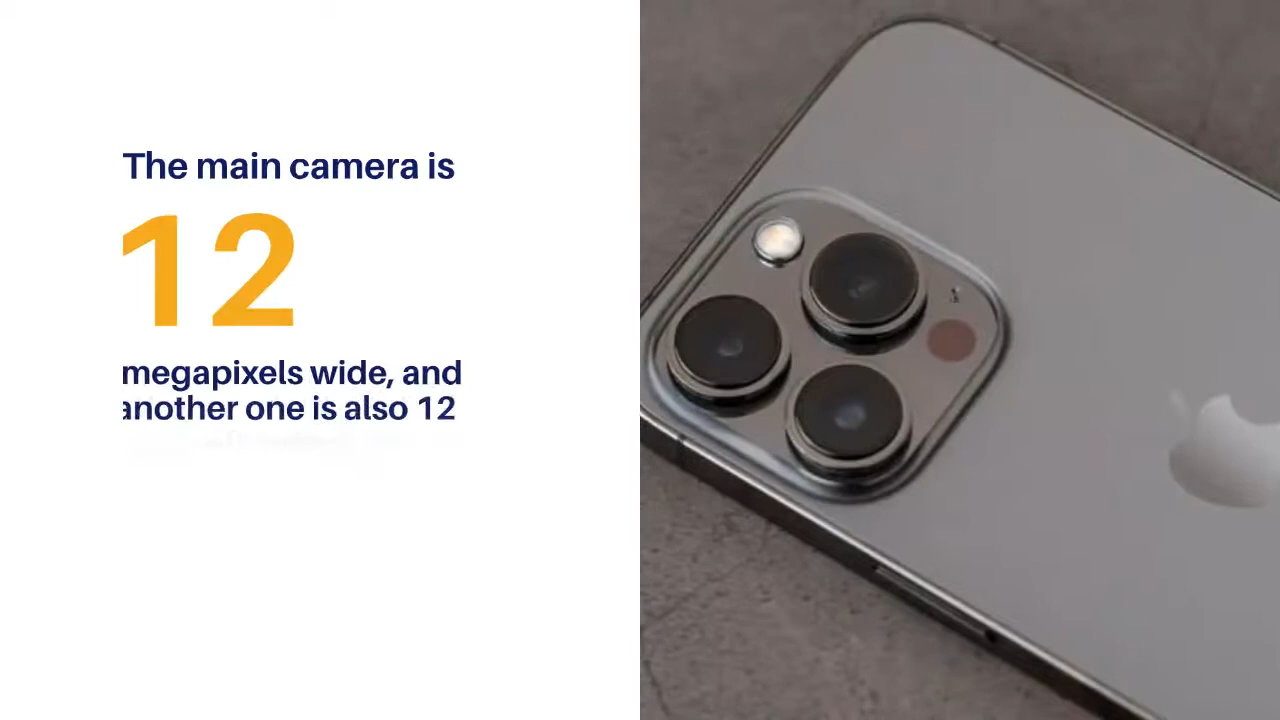 The main camera is
12
megapixels wide, and
another one is also 12